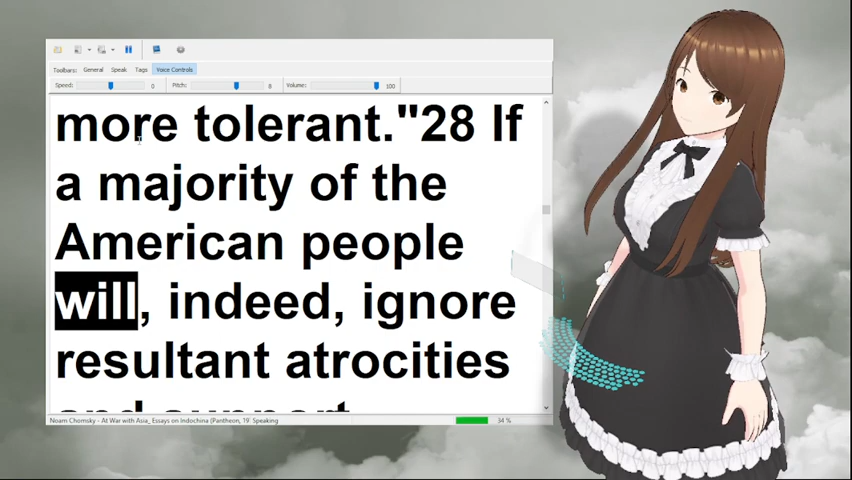 Toolbars: General Speak Tags Voice Controls
Speed: 0 Pitch: 8 Volume: 100
more tolerant."28 If
a majority of the
American people
will, indeed, ignore
resultant atrocities
and support
Noam Chomsky - At War with Asia_ Essays on Indochina (Pantheon, 19 Speaking 34 %